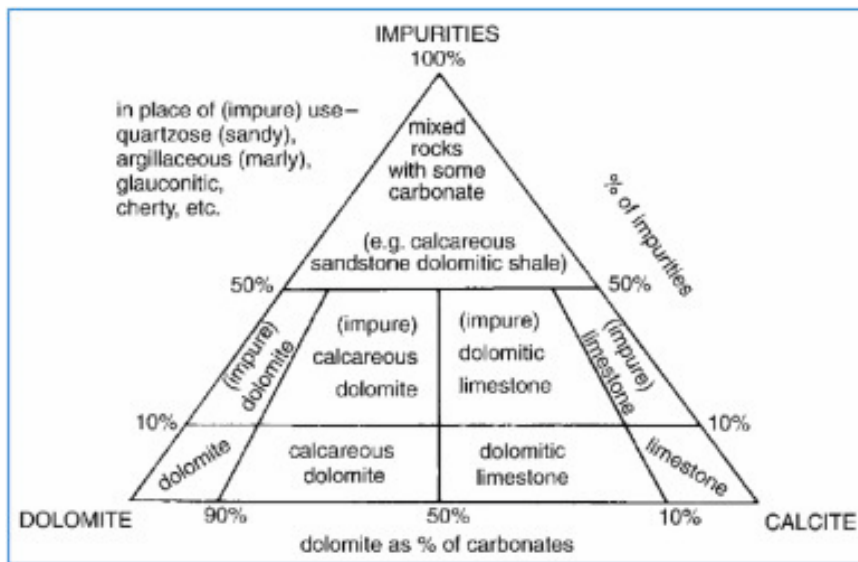 IMPURITIES
100%
in place of (impure) use–
quartzose (sandy),
argillaceous (marly),
glauconitic,
cherty, etc.
mixed
rocks
with some
carbonate
(e.g. calcareous
sandstone dolomitic shale)
% of impurities
50%
50%
(impure)
dolomite
(impure)
calcareous
dolomite
(impure)
dolomitic
limestone
(impure)
limestone
10%
10%
dolomite
calcareous
dolomite
dolomitic
limestone
limestone
DOLOMITE
90%
50%
10%
CALCITE
dolomite as % of carbonates